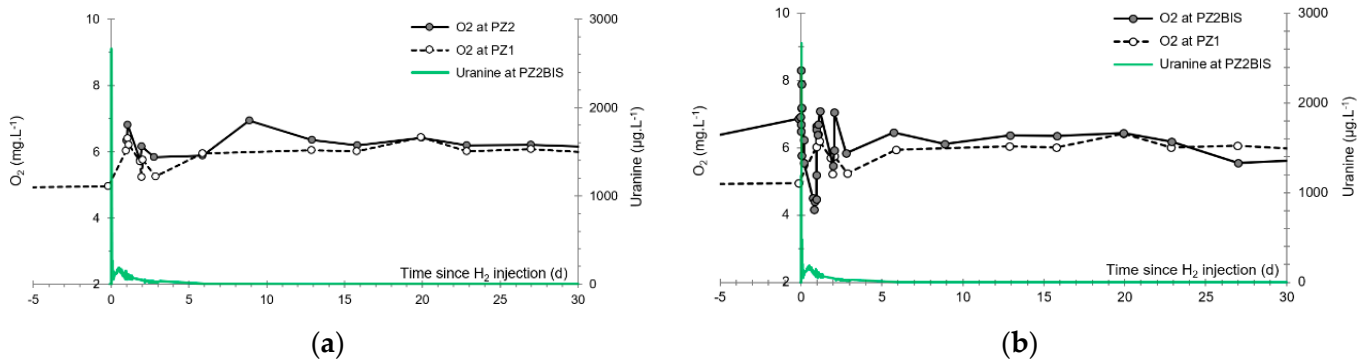 10
8
6
4
2
-5
0
5
10
15
20
25
30
3000
2000
1000
0
O₂ (mg.L⁻¹)
Uranine (µg.L⁻¹)
Time since H₂ injection (d)
O2 at PZ2
O2 at PZ1
Uranine at PZ2BIS
(a)
10
8
6
4
2
-5
0
5
10
15
20
25
30
3000
2000
1000
0
O₂ (mg.L⁻¹)
Uranine (µg.L⁻¹)
Time since H₂ injection (d)
O2 at PZ2BIS
O2 at PZ1
Uranine at PZ2BIS
(b)